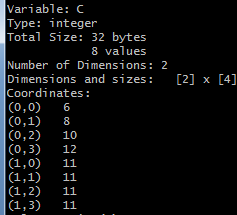 Variable: C
Type: integer
Total Size: 32 bytes
8 values
Number of Dimensions: 2
Dimensions and sizes: [2] x [4]
Coordinates:
(0,0) 6
(0,1) 8
(0,2) 10
(0,3) 12
(1,0) 11
(1,1) 11
(1,2) 11
(1,3) 11